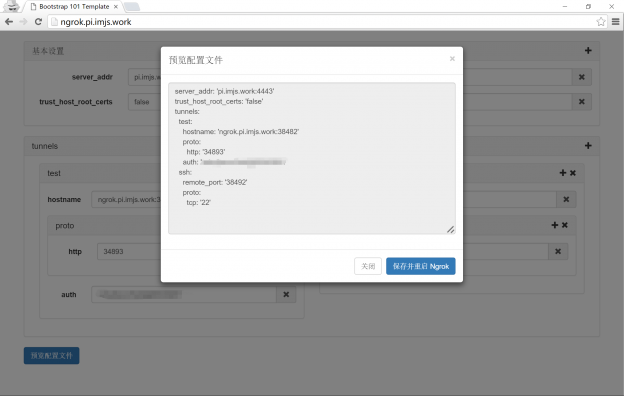 Bootstrap 101 Template
ngrok.pi.imjs.work
基本设置
server_addr
pi.imjs.w
trust_host_root_certs
false
tunnels
test
hostname
ngrok.pi.imjs.work:3
proto
http
34893
auth
预览配置文件
预览配置文件
server_addr: 'pi.imjs.work:4443'
trust_host_root_certs: 'false'
tunnels:
test:
hostname: 'ngrok.pi.imjs.work:38482'
proto:
http: '34893'
auth: '
ssh:
remote_port: '38492'
proto:
tcp: '22'
关闭
保存并重启 Ngrok